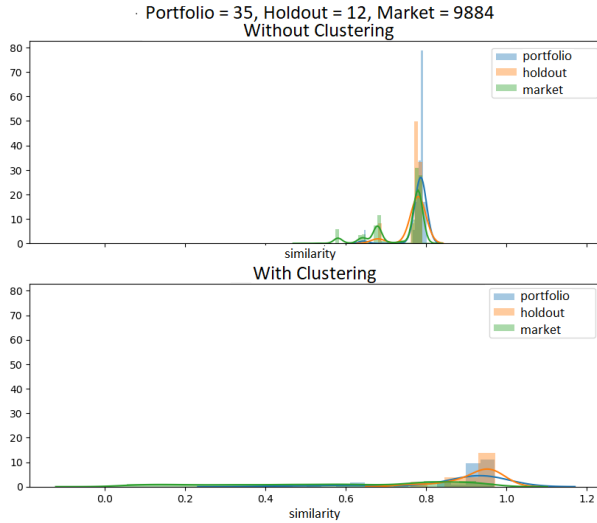 · Portfolio = 35, Holdout = 12, Market = 9884
Without Clustering
80
70
60
50
40
30
20
10
0
portfolio
holdout
market
similarity
With Clustering
80
70
60
50
40
30
20
10
0
portfolio
holdout
market
0.0 0.2 0.4 0.6 0.8 1.0 1.2
similarity